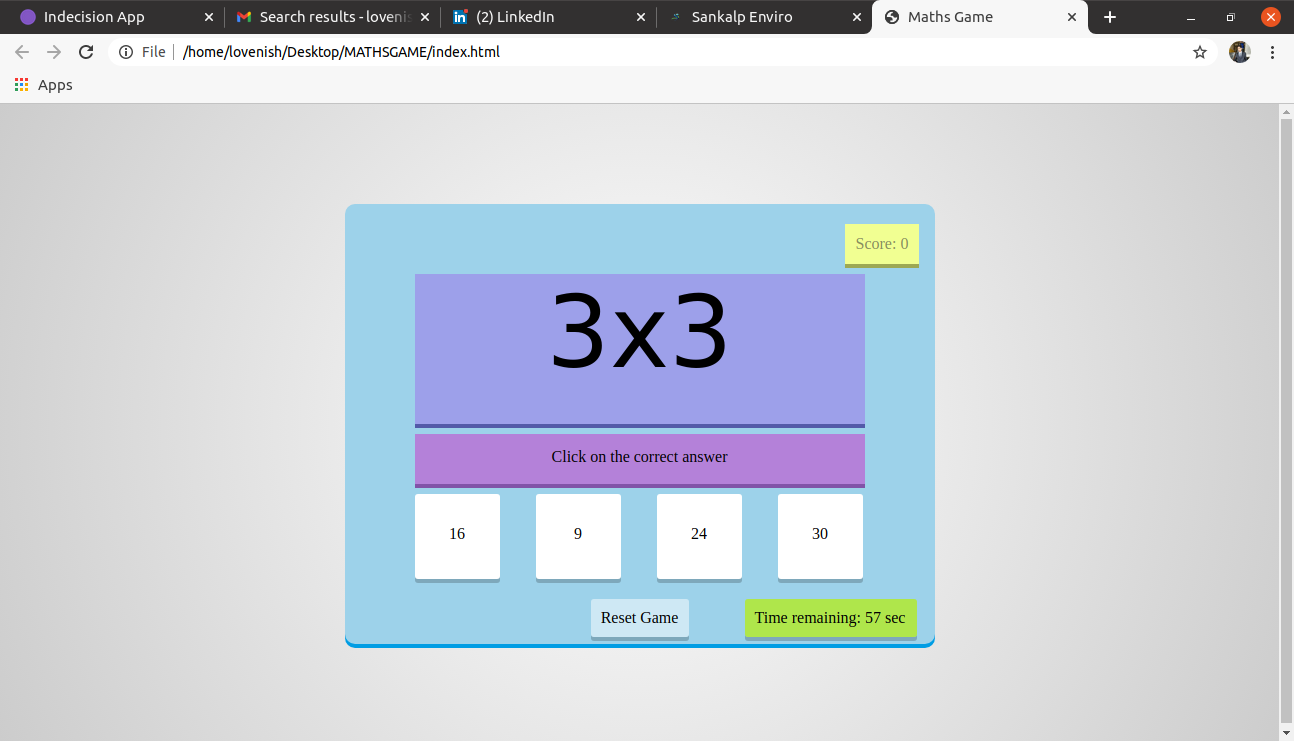 Indecision App
Search results - lovenis
(2) LinkedIn
Sankalp Enviro
Maths Game
File | /home/lovenish/Desktop/MATHSGAME/index.html
Apps
Score: 0
3x3
Click on the correct answer
16 9 24 30
Reset Game Time remaining: 57 sec